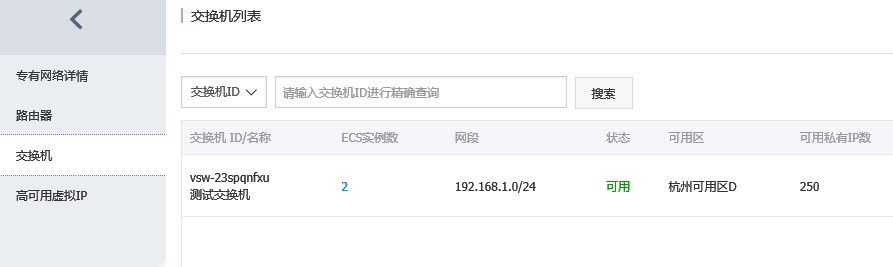 交换机列表
专有网络详情
路由器
交换机
高可用虚拟IP
交换机ID
请输入交换机ID进行精确查询
搜索
交换机 ID/名称 ECS实例数 网段 状态 可用区 可用私有IP数
vsw-23spqnfxu
测试交换机
2 192.168.1.0/24 可用 杭州可用区D 250